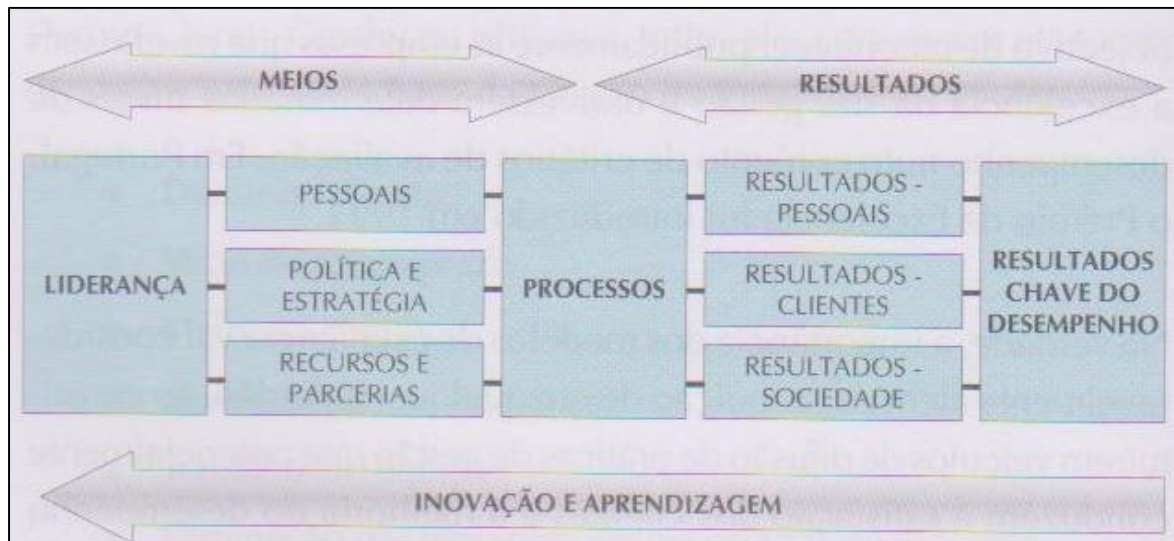 MEIOS
RESULTADOS
LIDERANÇA
PESSOAIS
POLÍTICA E
ESTRATÉGIA
RECURSOS E
PARCERIAS
PROCESSOS
RESULTADOS -
PESSOAIS
RESULTADOS -
CLIENTES
RESULTADOS -
SOCIEDADE
RESULTADOS
CHAVE DO
DESEMPENHO
INOVAÇÃO E APRENDIZAGEM